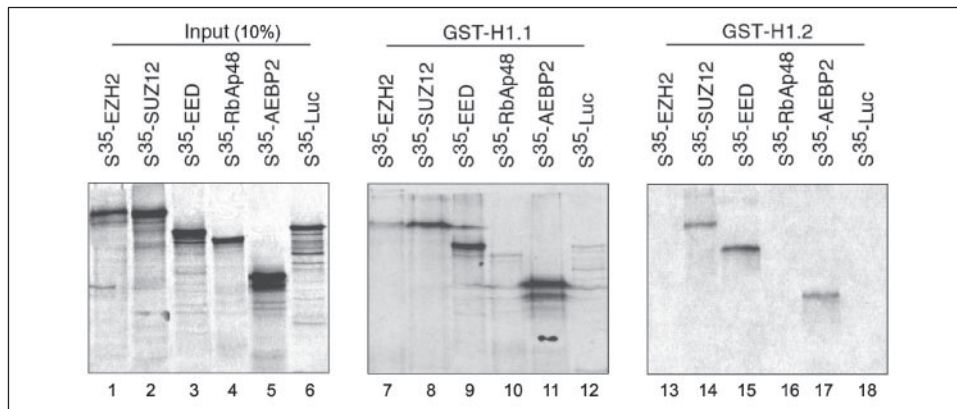 Input (10%) GST-H1.1 GST-H1.2
S35-EZH2 S35-SUZ12 S35-EED S35-RbAp48 S35-AEBP2 S35-Luc S35-EZH2 S35-SUZ12 S35-EED S35-RbAp48 S35-AEBP2 S35-Luc S35-EZH2 S35-SUZ12 S35-EED S35-RbAp48 S35-AEBP2 S35-Luc
1 2 3 4 5 6 7 8 9 10 11 12 13 14 15 16 17 18